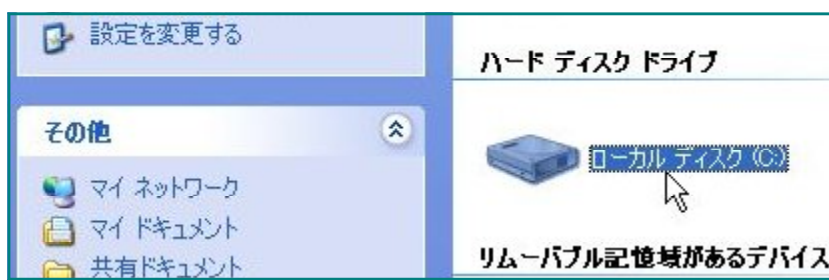 設定を変更する
その他
マイ ネットワーク
マイ ドキュメント
共有ドキュメント
ハード ディスク ドライブ
ローカル ディスク (C:)
リムーバブル記憶域があるデバイス